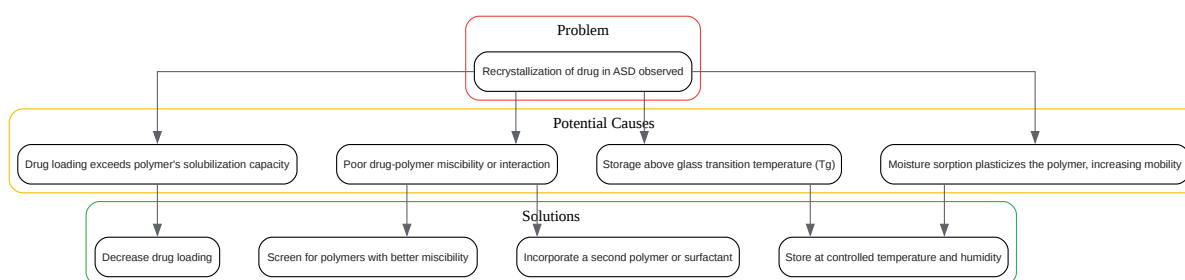 Problem
Recrystallization of drug in ASD observed
Potential Causes
Drug loading exceeds polymer's solubilization capacity
Poor drug-polymer miscibility or interaction
Storage above glass transition temperature (Tg)
Moisture sorption plasticizes the polymer, increasing mobility
Solutions
Decrease drug loading
Screen for polymers with better miscibility
Incorporate a second polymer or surfactant
Store at controlled temperature and humidity